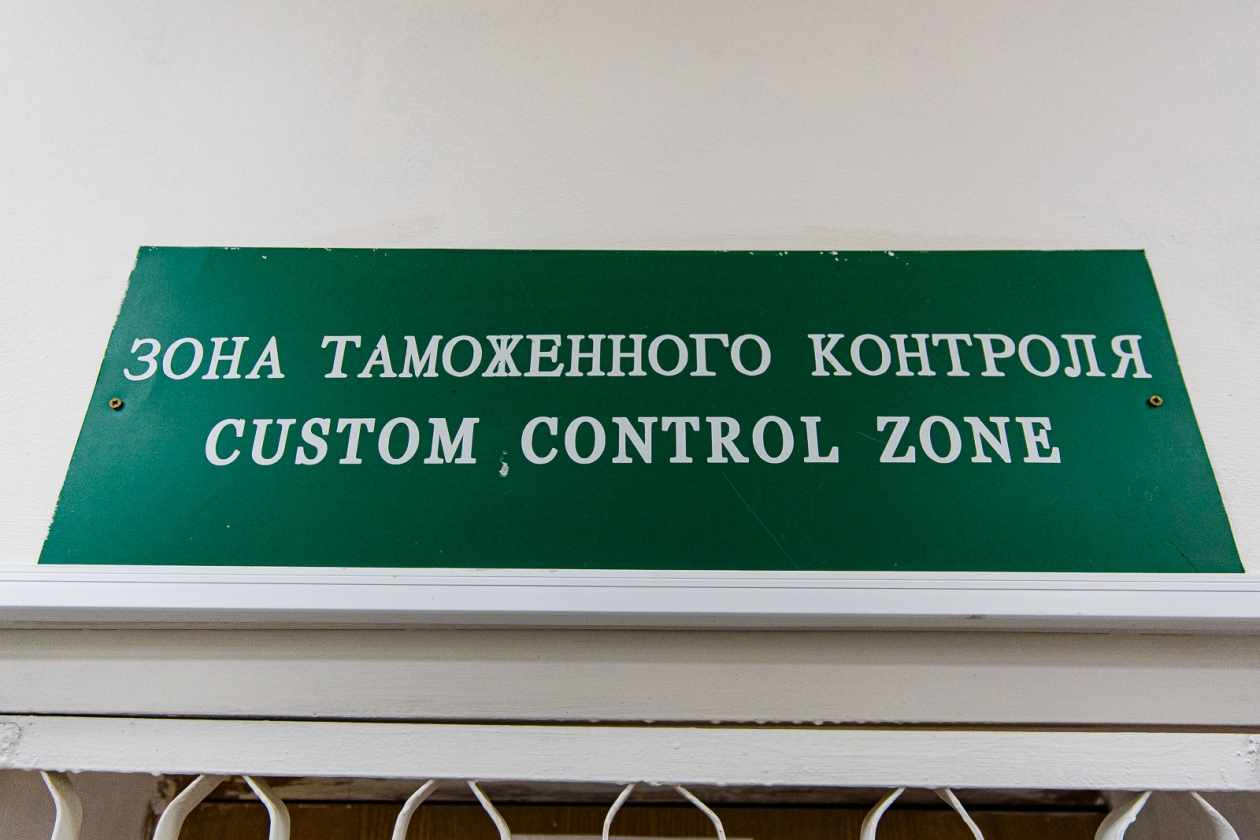 ЗОНА ТАМОЖЕННОГО КОНТРОЛЯ
CUSTOM CONTROL ZONE